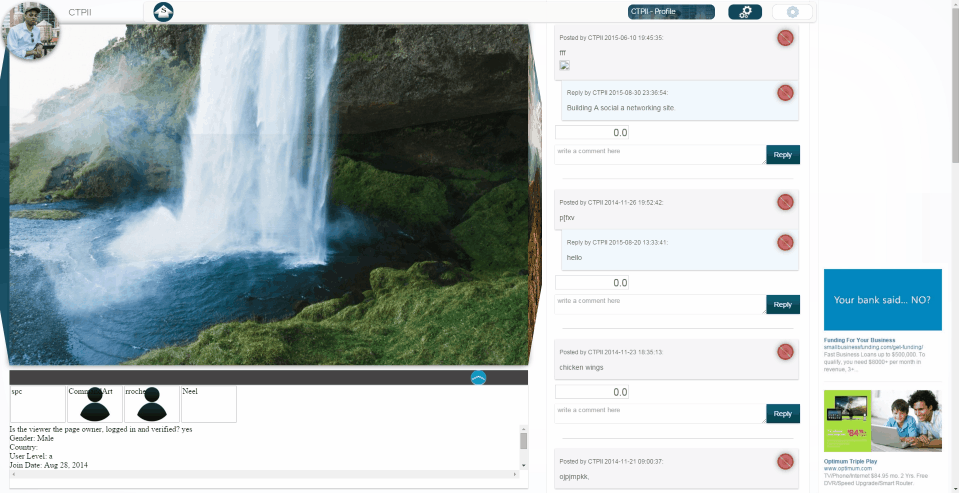 CTPII
S
CTPII - Profile
Posted by CTPII 2015-06-10 19:45:35:
fff
Reply by CTPII 2015-08-30 23:36:54:
Building A social a networking site.
0.0
write a comment here
Reply
Posted by CTPII 2014-11-26 19:52:42:
pjfxv
Reply by CTPII 2015-08-20 13:33:41:
hello
0.0
write a comment here
Reply
Posted by CTPII 2014-11-23 18:35:13:
chicken wings
0.0
write a comment here
Reply
Posted by CTPII 2014-11-21 09:00:37:
ojpjmpkk,
spc
rroche
Neel
Is the viewer the page owner, logged in and verified? yes
Gender: Male
Country:
User Level: a
Join Date: Aug 28, 2014
Your bank said... NO?
Funding For Your Business
smallbusinessfunding.com/get-funding/
Fast Business Loans up to $500,000. To
qualify, you need $9000+ per month in
revenue, 3+...
Optimum Triple Play
www.optimum.com
TV/Phone/Internet $84.95 mo, 2 Yrs. Free
DVR/Speed Upgrade/Smart Router